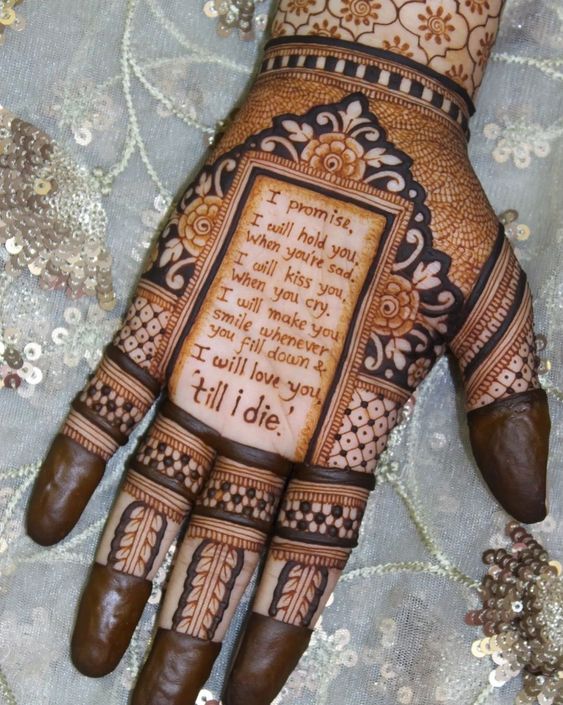 I promise,
I will hold you,
when you're sad.
I will kiss you,
when you cry.
I will make you
smile whenever
you fill down &
I will love you,
'till I die.'